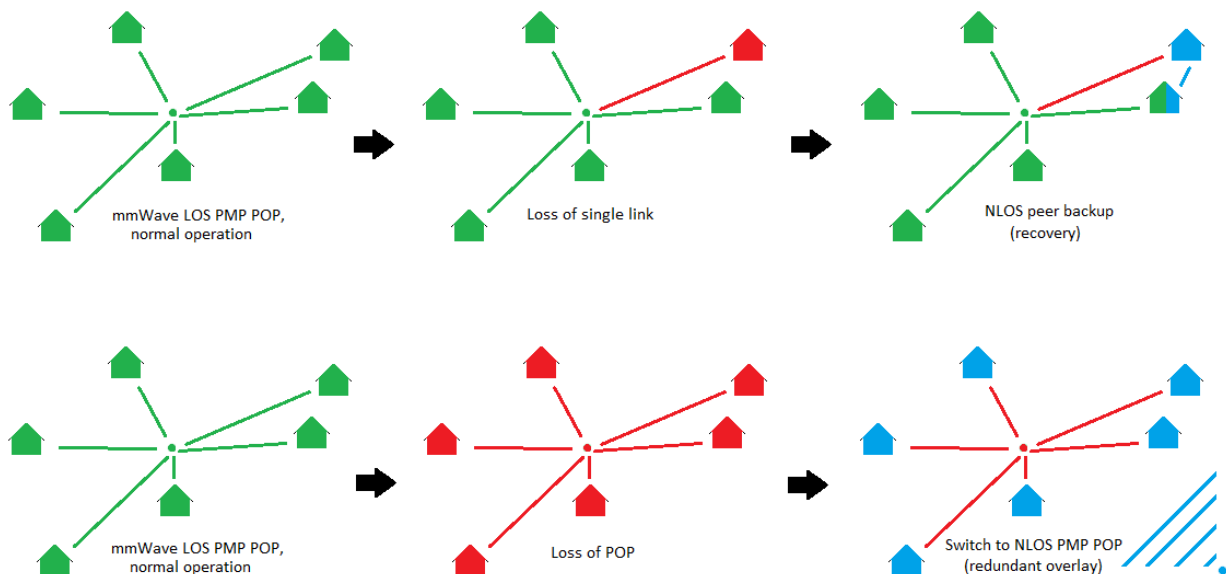 mmWave LOS PMP POP,
normal operation
Loss of single link
NLOS peer backup
(recovery)
mmWave LOS PMP POP,
normal operation
Loss of POP
Switch to NLOS PMP POP
(redundant overlay)